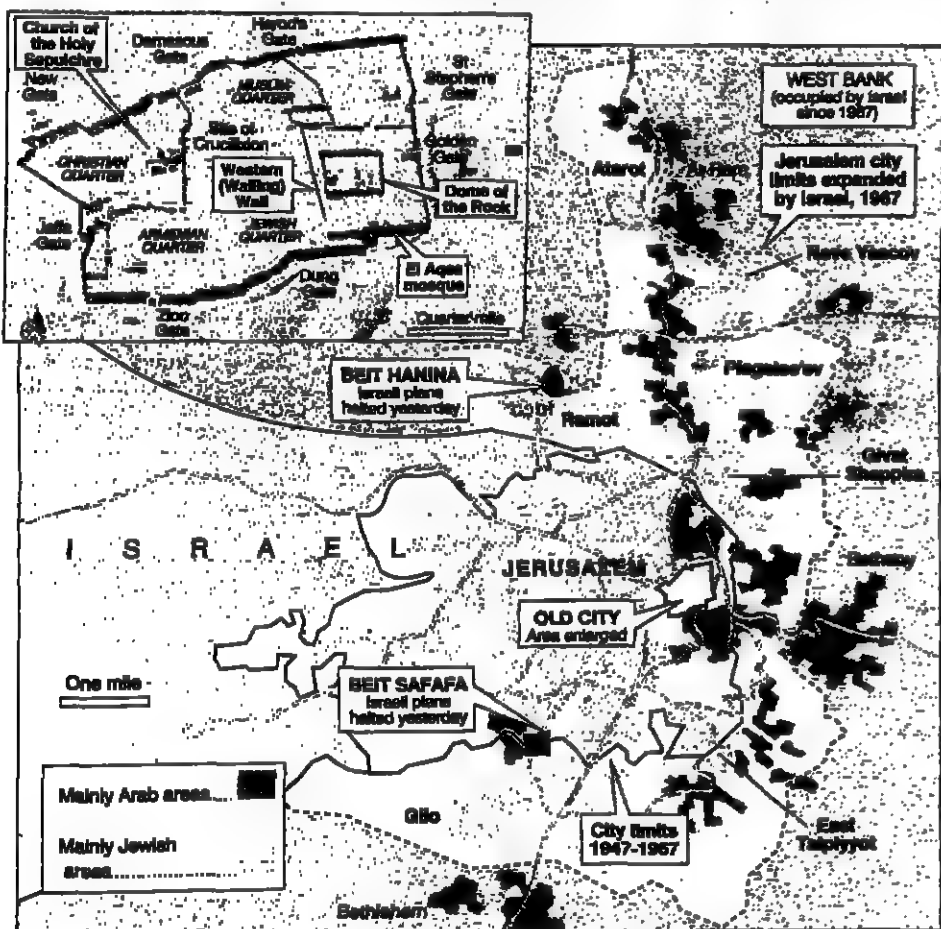 Church of
the Holy
Sepulchre
New
Gate
Damascus
Gate
Herod's
Gate
MUSLIM
QUARTER
St
Stephen's
Gate
Golden
Gate
CHRISTIAN
QUARTER
Site of
Crucifixion
Western
(Wailing)
Wall
Dome of
the Rock
Jaffa
Gate
ARMENIAN
QUARTER
JEWISH
QUARTER
El Aqsa
mosque
Dung
Gate
Zion
Gate
Quarter mile
WEST BANK
(occupied by Israel
since 1967)
Atarot
Jerusalem city
limits expanded
by Israel, 1967
Neve Yaacov
BEIT HANINA
Israeli plans
halted yesterday
Ramot
Givat
ISRAEL
JERUSALEM
Bethany
OLD CITY
Area enlarged
One mile
BEIT SAFAFA
Israeli plans
halted yesterday
Mainly Arab areas....
Mainly Jewish
areas
Gilo
City limits
1947-1967
East
Talpiyyot
Bethlehem